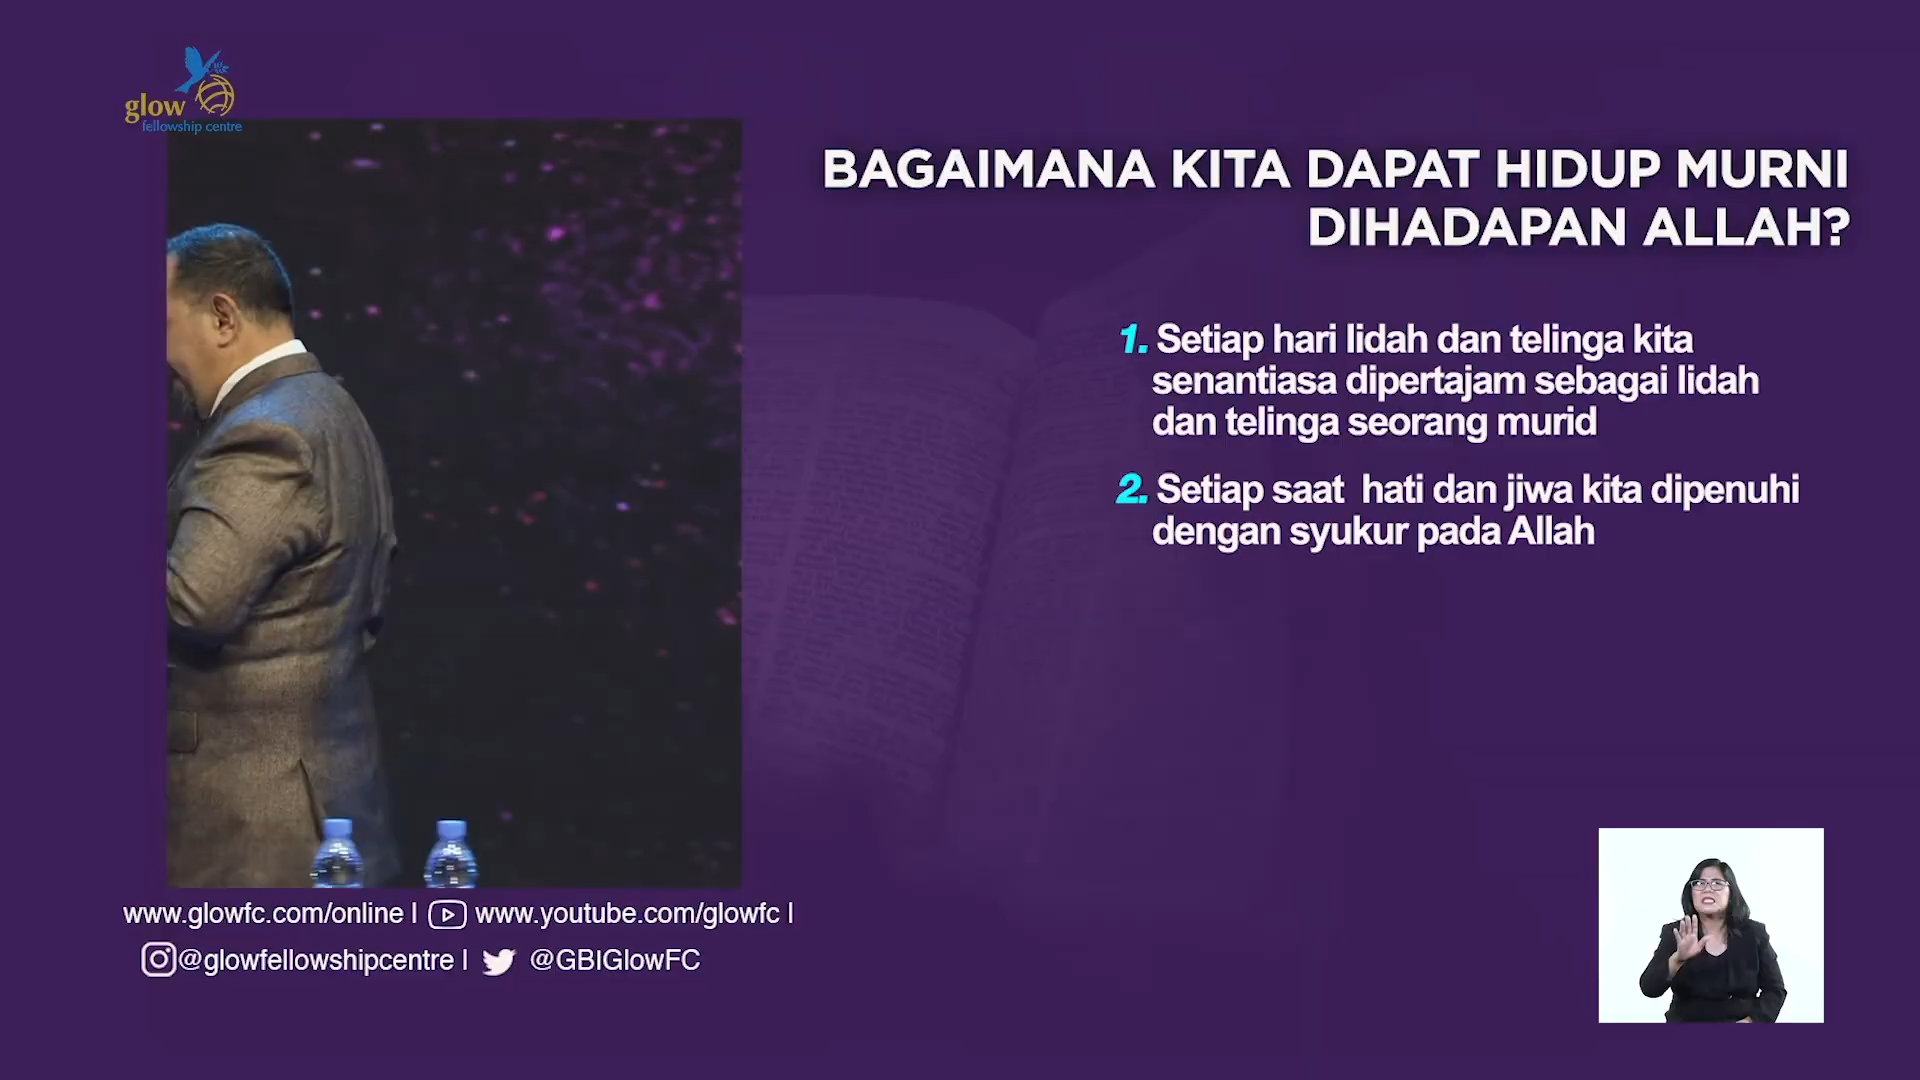 glow
fellowship centre
BAGAIMANA KITA DAPAT HIDUP MURNI
DIHADAPAN ALLAH?
1. Setiap hari lidah dan telinga kita
senantiasa dipertajam sebagai lidah
dan telinga seorang murid
2. Setiap saat hati dan jiwa kita dipenuhi
dengan syukur pada Allah
www.glowfc.com/online | www.youtube.com/glowfc |
@glowfellowshipcentre | @GBIGlowFC